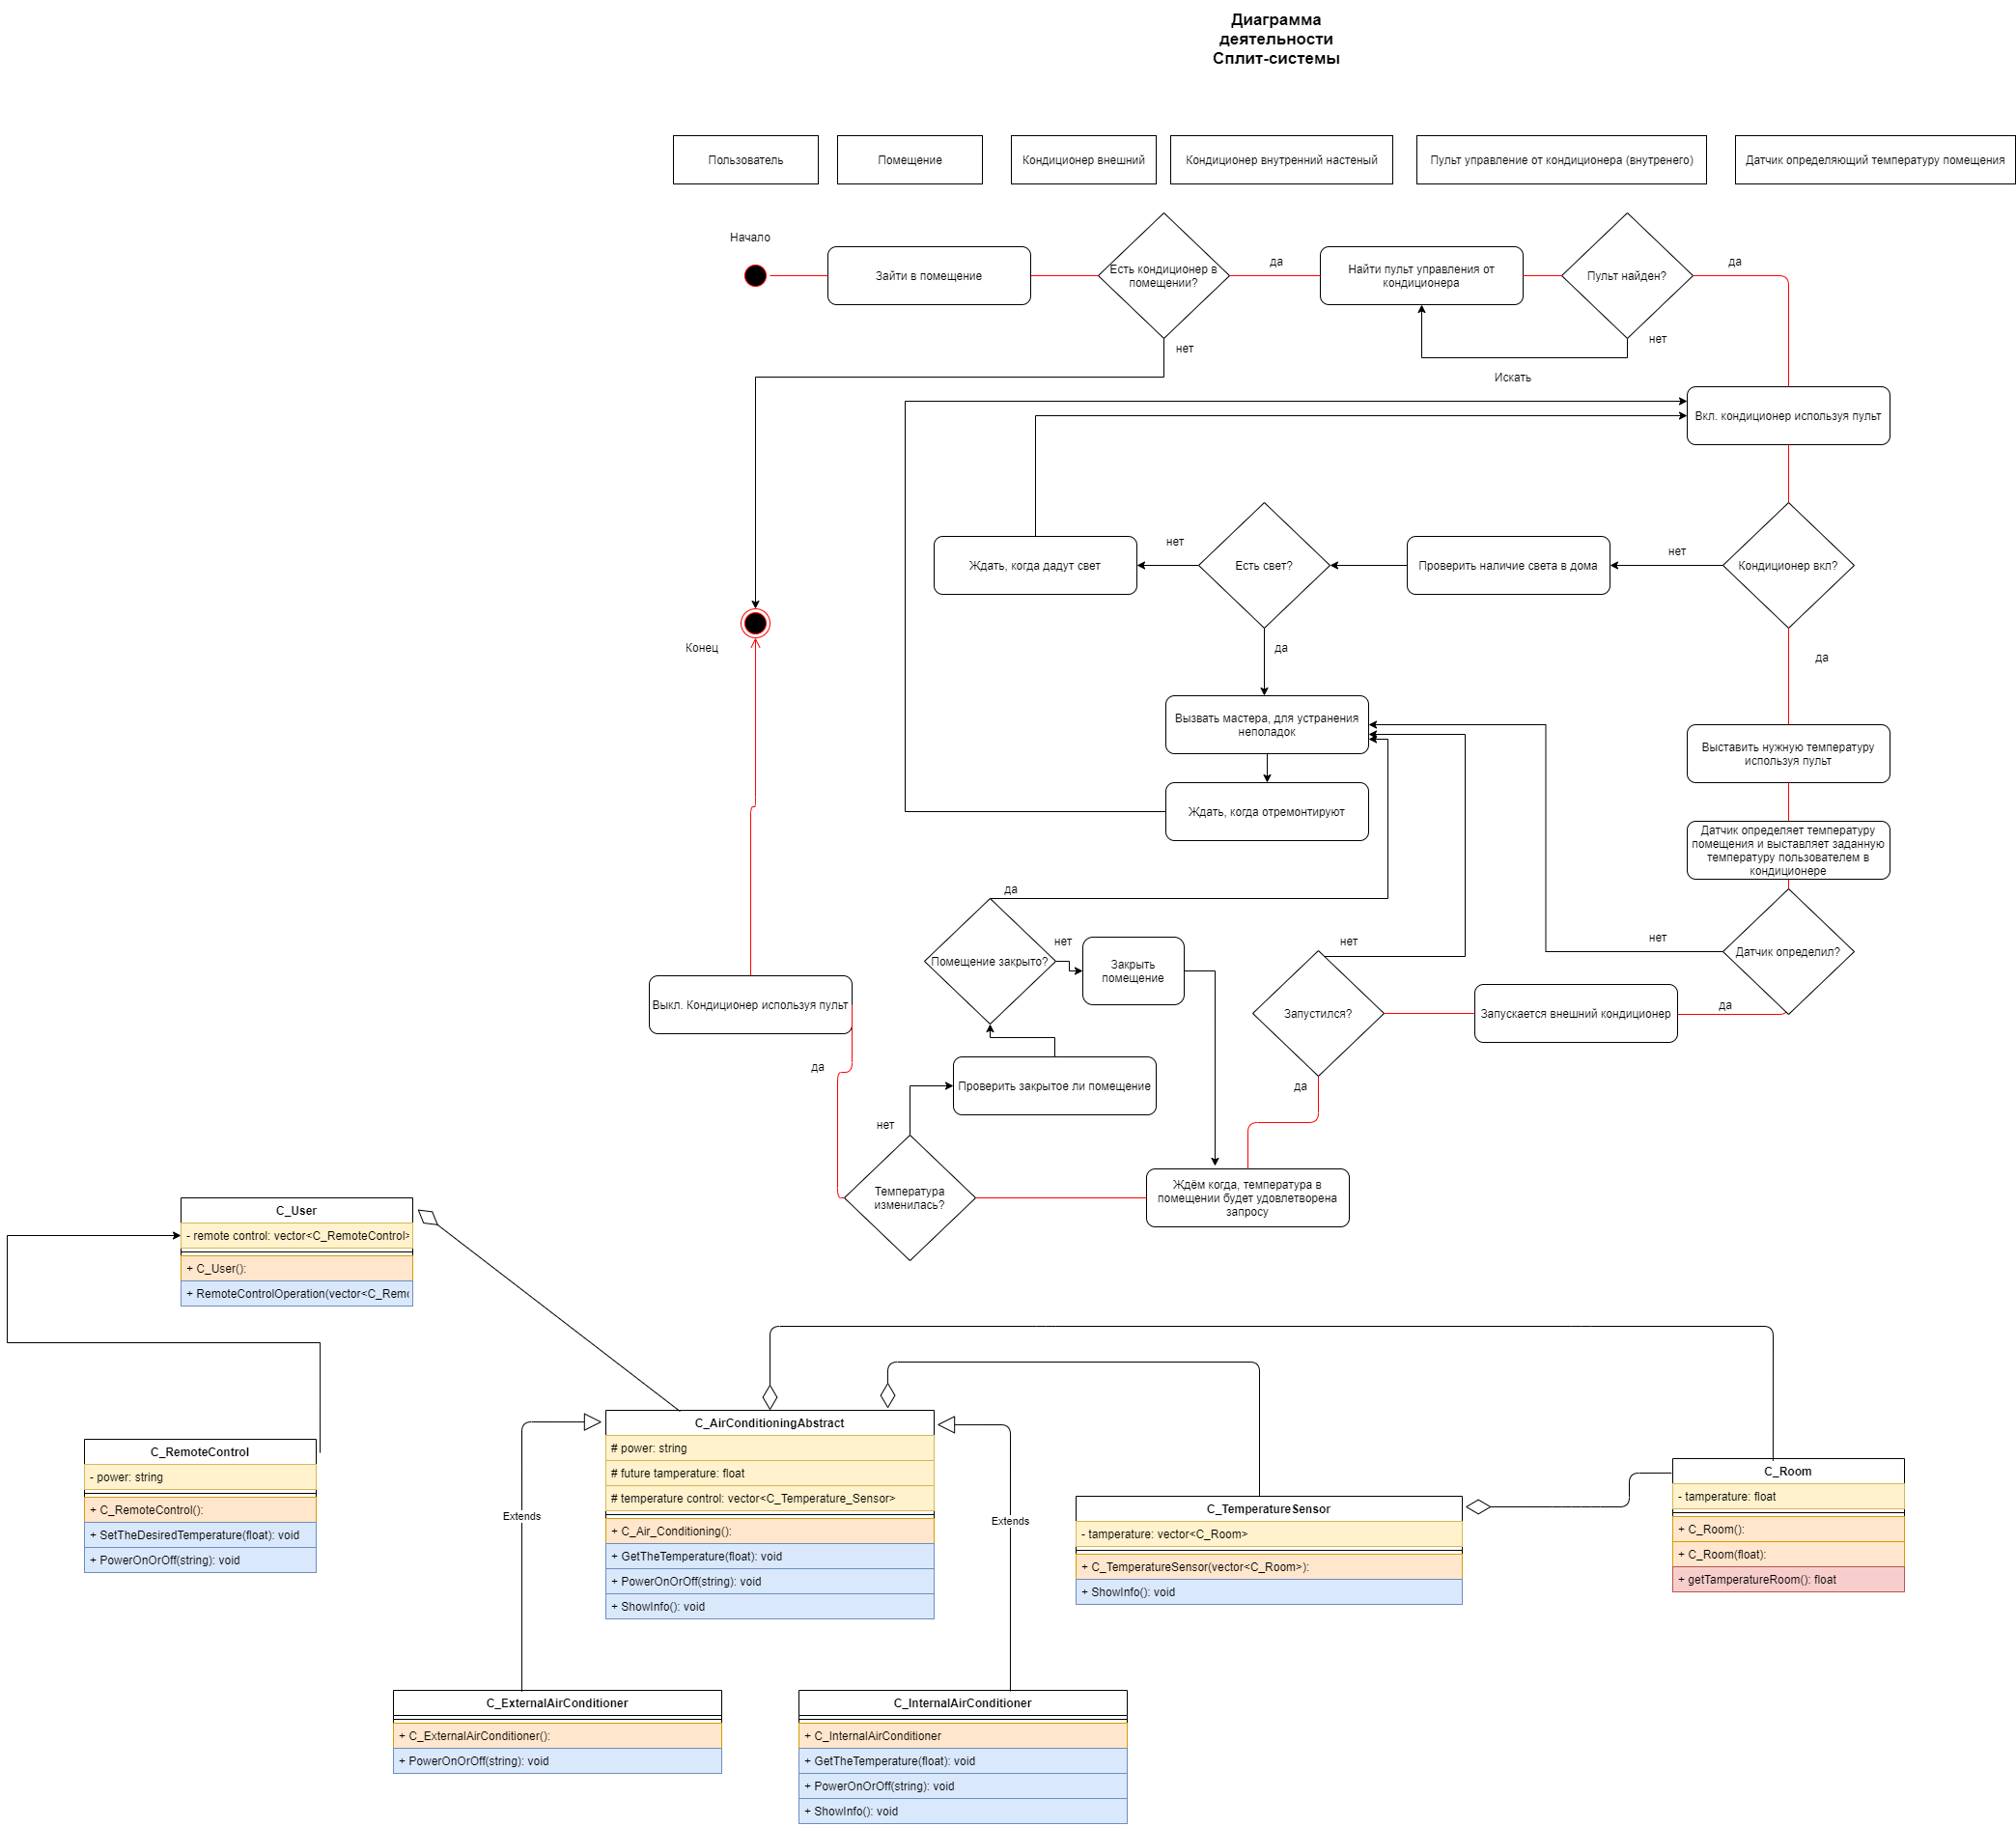 Диаграмма
деятельности
Сплит-системы
Пользователь
Помещение
Кондиционер внешний
Кондиционер внутренний настеный
Пульт управление от кондиционера (внутренего)
Датчик определяющий температуру помещения
Начало
Зайти в помещение
Есть кондиционер в
помещении?
да
Найти пульт управления от
кондиционера
Пульт найден?
да
нет
нет
Искать
Вкл. кондиционер используя пульт
Ждать, когда дадут свет
нет
Есть свет?
Проверить наличие света в дома
нет
Кондиционер вкл?
Конец
да
да
Вызвать мастера, для устранения
неполадок
Выставить нужную температуру
используя пульт
Ждать, когда отремонтируют
Датчик определяет температуру
помещения и выставляет заданную
температуру пользователем в
кондиционере
да
Помещение закрыто?
нет
Закрыть
помещение
нет
нет
Датчик определил?
Выкл. Кондиционер используя пульт
Запустился?
Запускается внешний кондиционер
да
да
Проверить закрытое ли помещение
да
нет
Температура
изменилась?
Ждём когда, температура в
помещении будет удовлетворена
запросу
C_User
- remote control: vector<C_RemoteControl>
+ C_User():
+ RemoteControlOperation(vector<C_Rem
C_RemoteControl
- power: string
+ C_RemoteControl():
+ SetTheDesiredTemperature(float): void
+ PowerOnOrOff(string): void
Extends
C_AirConditioningAbstract
# power: string
# future tamperature: float
# temperature control: vector<C_Temperature_Sensor>
+ C_Air_Conditioning():
+ GetTheTemperature(float): void
+ PowerOnOrOff(string): void
+ ShowInfo(): void
Extends
C_TemperatureSensor
- tamperature: vector<C_Room>
+ C_TemperatureSensor(vector<C_Room>):
+ ShowInfo(): void
C_Room
- tamperature: float
+ C_Room():
+ C_Room(float):
+ getTamperatureRoom(): float
C_ExternalAirConditioner
+ C_ExternalAirConditioner():
+ PowerOnOrOff(string): void
C_InternalAirConditioner
+ C_InternalAirConditioner
+ GetTheTemperature(float): void
+ PowerOnOrOff(string): void
+ ShowInfo(): void